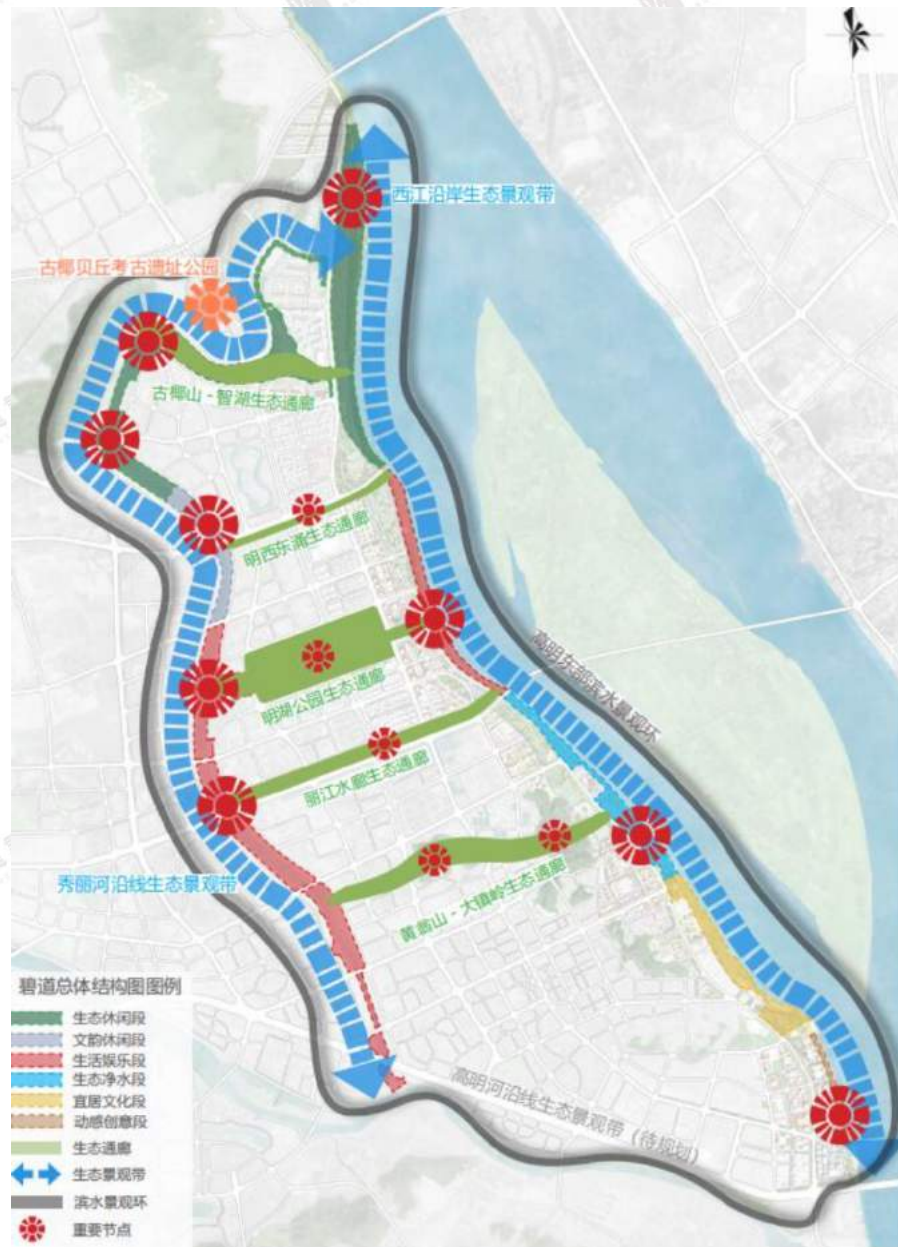 西江沿岸生态景观带
古椰贝丘考古遗址公园
古椰山-智湖生态通廊
明西东涌生态通廊
高明东部滨水景观环
明湖公园生态通廊
丽江水廊生态通廊
秀丽河沿线生态景观带
黄翁山-大镇岭生态通廊
高明河沿线生态景观带（待规划）
碧道总体结构图图例
生态休闲段
文韵休闲段
生活娱乐段
生态净水段
宜居文化段
动感创意段
生态通廊
生态景观带
滨水景观环
重要节点